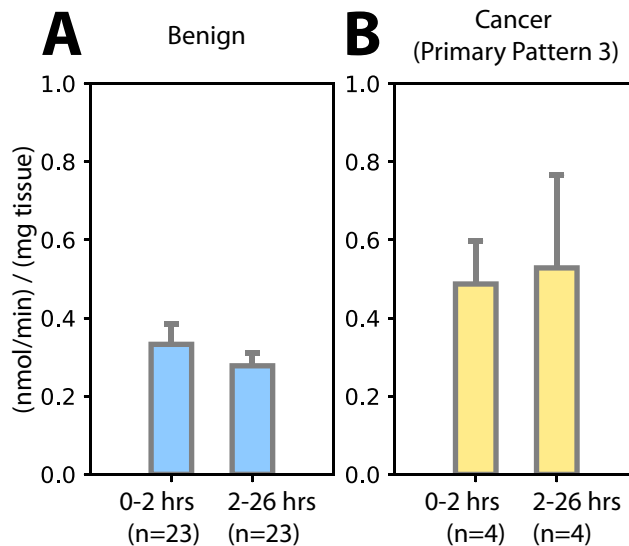 A
Benign
B
Cancer
(Primary Pattern 3)
(nmol/min) / (mg tissue)
1.0
0.8
0.6
0.4
0.2
0.0
0-2 hrs
(n=23)
2-26 hrs
(n=23)
1.0
0.8
0.6
0.4
0.2
0.0
0-2 hrs
(n=4)
2-26 hrs
(n=4)